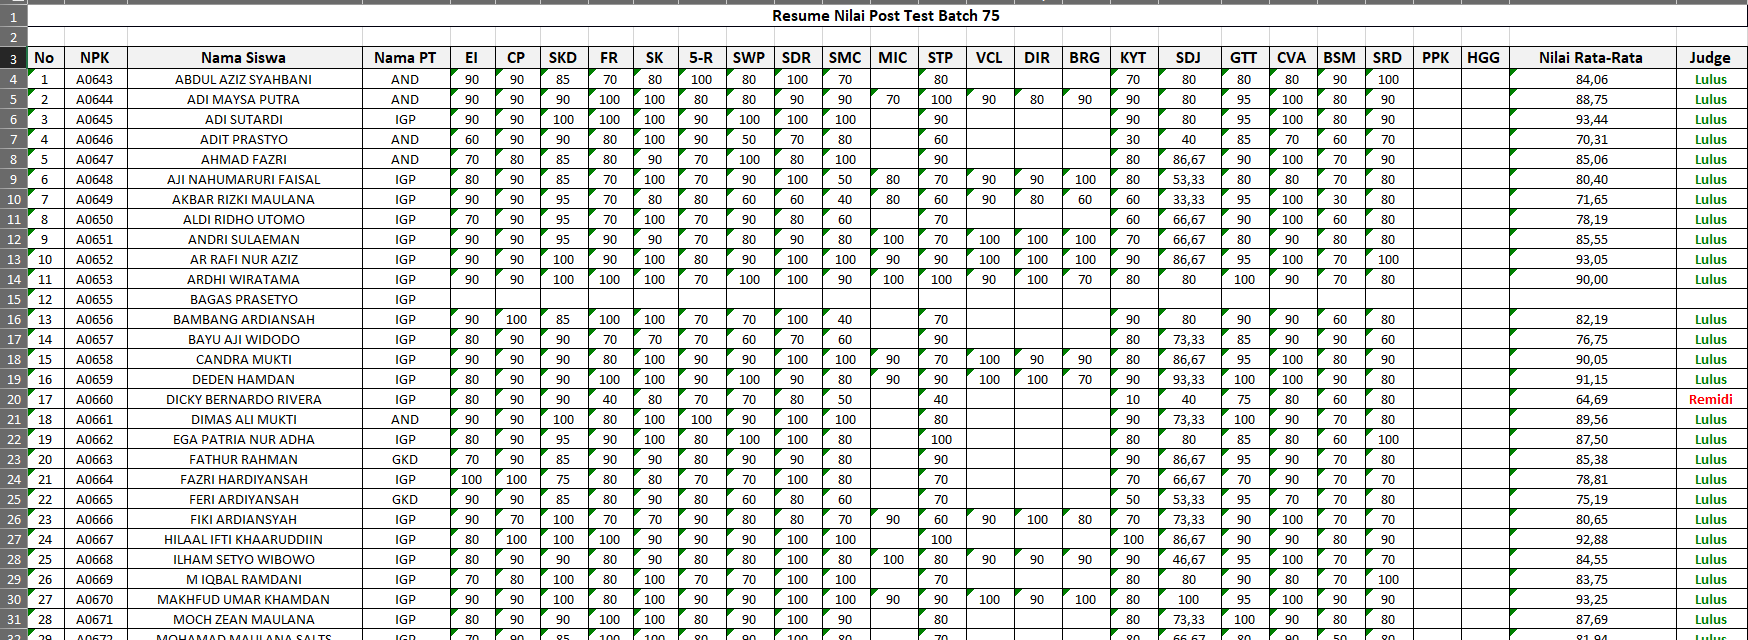 1 Resume Nilai Post Test Batch 75
2
3 No NPK Nama Siswa Nama PT EI CP SKD FR SK 5-R SWP SDR SMC MIC STP VCL DIR BRG KYT SDJ GTT CVA BSM SRD PPK HGG Nilai Rata-Rata Judge
4 1 A0643 ABDUL AZIZ SYAHBANI AND 90 90 85 70 80 100 80 100 70 80 70 80 80 80 90 100 84,06 Lulus
5 2 A0644 ADI MAYSA PUTRA AND 90 90 90 100 100 80 80 90 90 70 100 90 80 90 90 80 95 100 80 90 88,75 Lulus
6 3 A0645 ADI SUTARDI IGP 90 90 100 100 100 90 100 100 100 90 90 80 95 100 80 90 93,44 Lulus
7 4 A0646 ADIT PRASTYO AND 60 90 90 80 100 90 50 70 80 60 30 40 85 70 60 70 70,31 Lulus
8 5 A0647 AHMAD FAZRI AND 70 80 85 80 90 70 100 80 100 90 80 86,67 90 100 70 90 85,06 Lulus
9 6 A0648 AJI NAHUMARURI FAISAL IGP 80 90 85 70 100 70 90 100 50 80 70 90 90 100 80 53,33 80 80 70 80 80,40 Lulus
10 7 A0649 AKBAR RIZKI MAULANA IGP 90 90 95 70 80 80 60 60 40 80 60 90 80 60 60 33,33 95 100 30 80 71,65 Lulus
11 8 A0650 ALDI RIDHO UTOMO IGP 70 90 95 70 100 70 90 80 60 70 60 66,67 90 100 60 80 78,19 Lulus
12 9 A0651 ANDRI SULAEMAN IGP 90 90 95 90 90 70 80 90 80 100 70 100 100 100 70 66,67 80 90 80 80 85,55 Lulus
13 10 A0652 AR RAFI NUR AZIZ IGP 90 90 100 90 100 80 90 100 90 90 90 100 100 100 90 86,67 95 100 70 100 93,05 Lulus
14 11 A0653 ARDHI WIRATAMA IGP 90 90 100 100 100 70 100 100 90 100 100 90 100 70 80 80 100 90 70 80 90,00 Lulus
15 12 A0655 BAGAS PRASETYO IGP
16 13 A0656 BAMBANG ARDIANSAH IGP 90 100 85 100 100 70 70 100 40 70 90 80 90 90 60 80 82,19 Lulus
17 14 A0657 BAYU AJI WIDODO IGP 80 90 90 70 70 70 60 70 60 90 80 73,33 85 90 90 60 76,75 Lulus
18 15 A0658 CANDRA MUKTI IGP 90 90 90 80 100 90 90 100 100 90 70 100 90 90 80 86,67 95 100 80 90 90,05 Lulus
19 16 A0659 DEDEN HAMDAN IGP 80 90 90 100 100 90 100 90 80 90 90 100 100 70 90 93,33 100 100 90 80 91,15 Lulus
20 17 A0660 DICKY BERNARDO RIVERA IGP 80 90 90 40 80 70 70 80 50 40 10 40 75 80 60 80 64,69 Remidi
21 18 A0661 DIMAS ALI MUKTI AND 90 90 100 80 100 100 90 100 100 80 90 73,33 100 90 70 80 89,56 Lulus
22 19 A0662 EGA PATRIA NUR ADHA IGP 80 90 95 90 100 80 100 100 80 100 80 80 85 80 60 100 87,50 Lulus
23 20 A0663 FATHUR RAHMAN GKD 70 90 85 90 90 80 90 90 80 90 90 86,67 95 90 70 80 85,38 Lulus
24 21 A0664 FAZRI HARDIYANSAH IGP 100 100 75 80 80 70 70 100 80 70 70 66,67 70 90 70 70 78,81 Lulus
25 22 A0665 FERI ARDIYANSAH GKD 90 90 85 80 90 80 60 80 60 70 50 53,33 95 70 70 80 75,19 Lulus
26 23 A0666 FIKI ARDIANSYAH IGP 90 70 100 70 70 90 80 80 70 90 60 90 100 80 70 73,33 90 100 70 70 80,65 Lulus
27 24 A0667 HILAAL IFTI KHAARUDDIIN IGP 80 100 100 100 90 90 90 100 100 100 100 86,67 90 90 80 90 92,88 Lulus
28 25 A0668 ILHAM SETYO WIBOWO IGP 80 90 90 80 90 80 80 100 80 100 80 90 90 90 90 46,67 95 100 70 70 84,55 Lulus
29 26 A0669 M IQBAL RAMDANI IGP 70 80 100 80 100 70 70 100 100 70 80 80 90 80 70 100 83,75 Lulus
30 27 A0670 MAKHFUD UMAR KHAMDAN IGP 90 90 100 80 100 90 90 100 100 90 90 100 90 100 80 100 95 100 90 90 93,25 Lulus
31 28 A0671 MOCH ZEAN MAULANA IGP 80 90 90 100 100 80 80 100 90 80 80 73,33 100 90 80 80 87,69 Lulus
32 29 A0672 MOHAMAD MAULANA SALTS IGP 70 90 85 100 100 80 90 100 80 70 80 66,67 80 90 50 80 81,94 Lulus